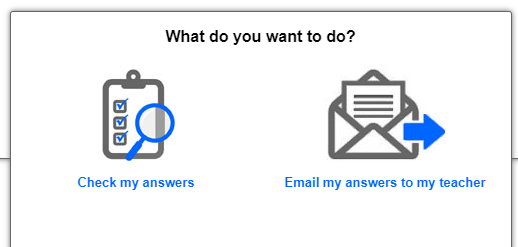 What do you want to do?
Check my answers
Email my answers to my teacher